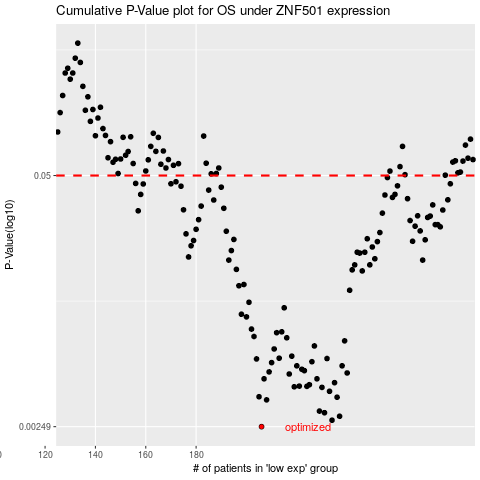 Cumulative P-Value plot for OS under ZNF501 expression
P-Value(log10)
0.05
0.00249
optimized
0 120 140 160 180
# of patients in 'low exp' group